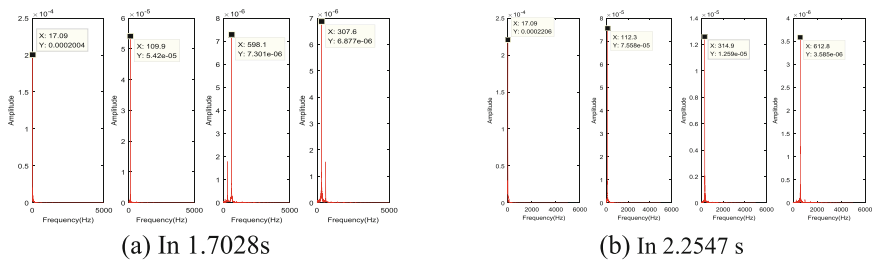 ×10⁻⁴
2.5
2
1.5
1
0.5
0
Amplitude
X: 17.09
Y: 0.0002004
0
5000
Frequency(Hz)
×10⁻⁵
6
5
4
3
2
1
0
Amplitude
X: 109.9
Y: 5.42e-05
0
5000
Frequency(Hz)
×10⁻⁶
8
7
6
5
4
3
2
1
0
Amplitude
X: 598.1
Y: 7.301e-06
0
5000
Frequency(Hz)
×10⁻⁶
7
6
5
4
3
2
1
0
Amplitude
X: 307.6
Y: 6.877e-06
0
5000
Frequency(Hz)
(a) In 1.7028s
×10⁻⁴
2.5
2
1.5
1
0.5
0
Amplitude
X: 17.09
Y: 0.0002206
0 2000 4000 6000
Frequency(Hz)
×10⁻⁵
8
7
6
5
4
3
2
1
0
Amplitude
X: 112.3
Y: 7.558e-05
0 2000 4000 6000
Frequency(Hz)
×10⁻⁵
1.4
1.2
1
0.8
0.6
0.4
0.2
0
Amplitude
X: 314.9
Y: 1.259e-05
0 2000 4000 6000
Frequency(Hz)
×10⁻⁶
4
3.5
3
2.5
2
1.5
1
0.5
0
Amplitude
X: 612.8
Y: 3.585e-06
0 2000 4000 6000
Frequency(Hz)
(b) In 2.2547 s